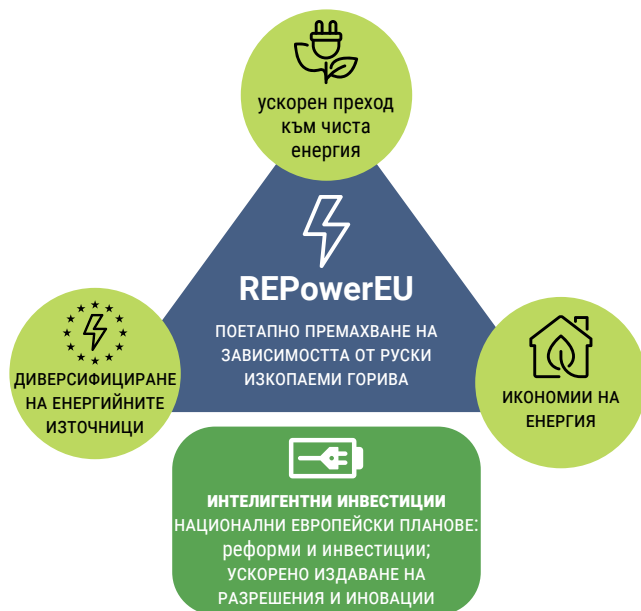 ускорен преход
към чиста
енергия
REPowerEU
ПОЕТАПНО ПРЕМАХВАНЕ НА
ЗАВИСИМОСТТА ОТ РУСКИ
ИЗКОПАЕМИ ГОРИВА
ДИВЕРСИФИЦИРАНЕ
НА ЕНЕРГИЙНИТЕ
ИЗТОЧНИЦИ
ИКОНОМИИ НА
ЕНЕРГИЯ
ИНТЕЛИГЕНТНИ ИНВЕСТИЦИИ
НАЦИОНАЛНИ ЕВРОПЕЙСКИ ПЛАНОВЕ:
реформи и инвестиции;
УСКОРЕНО ИЗДАВАНЕ НА
РАЗРЕШЕНИЯ И ИНОВАЦИИ